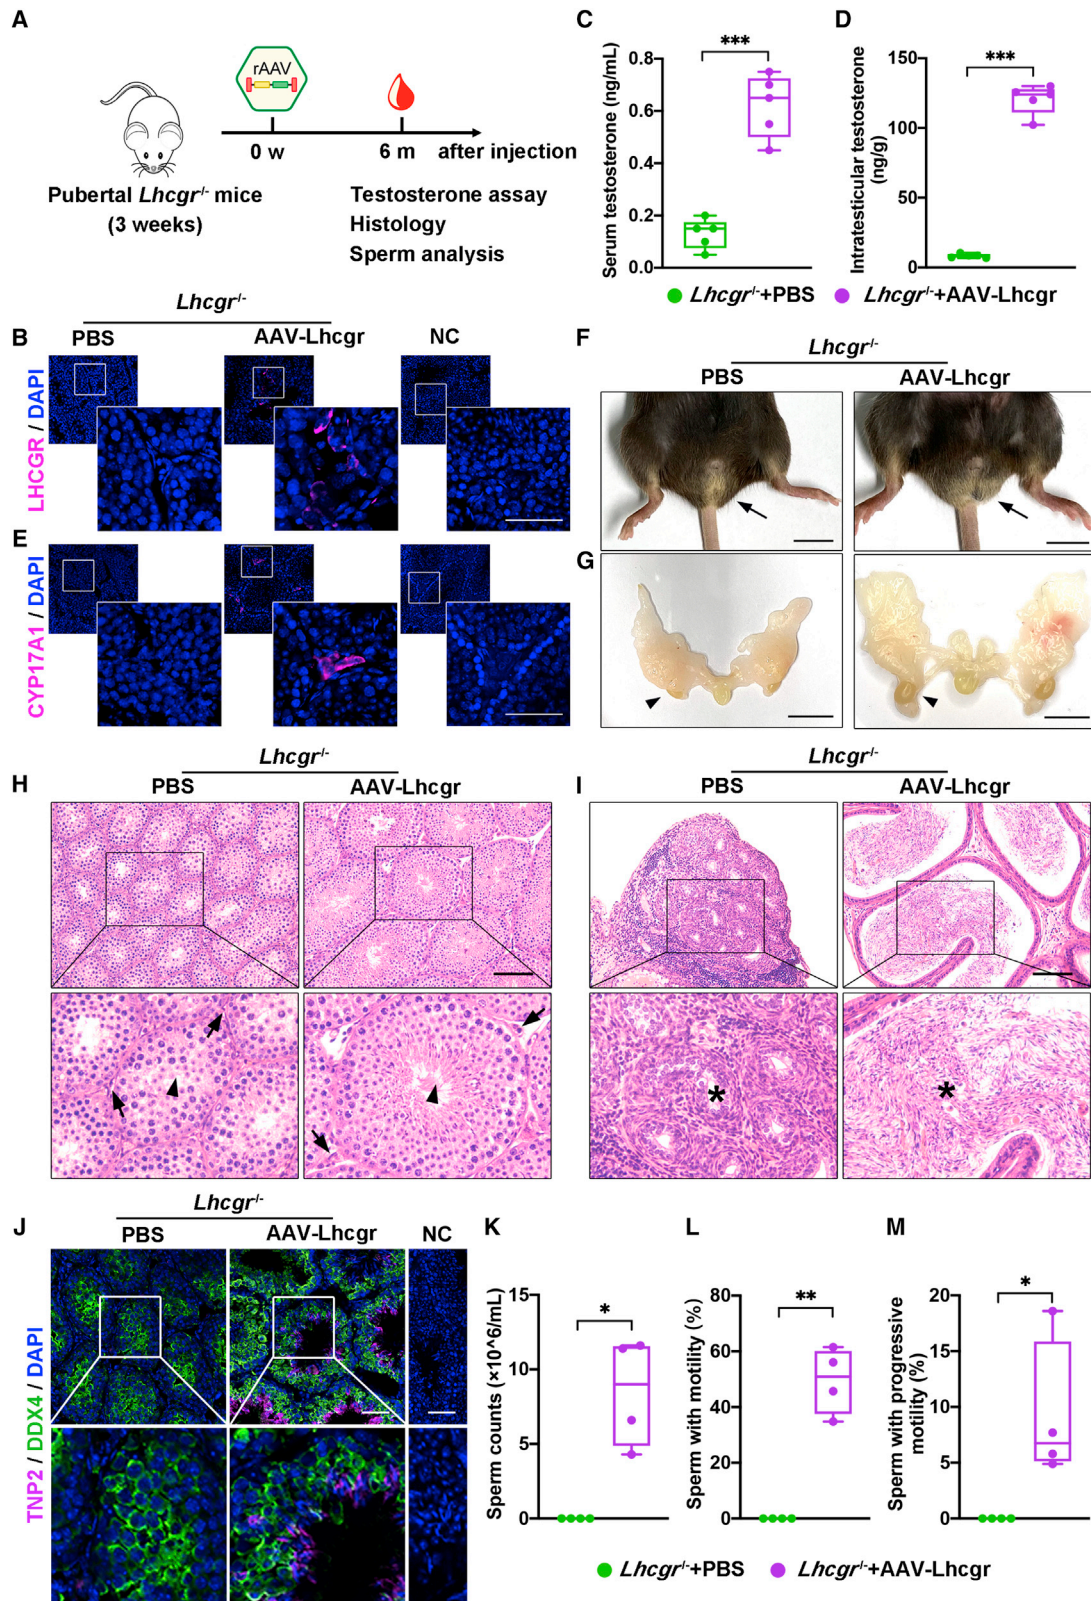 A
rAAV
0 w
6 m
after injection
Pubertal Lhcgr-/- mice
(3 weeks)
Testosterone assay
Histology
Sperm analysis
C
***
Serum testosterone (ng/mL)
0.8
0.6
0.4
0.2
0.0
D
***
Intratesticular testosterone
(ng/g)
150
100
50
0
Lhcgr-/-+PBS
Lhcgr-/-+AAV-Lhcgr
Lhcgr-/-
B
PBS
AAV-Lhcgr
NC
LHCGR / DAPI
E
CYP17A1 / DAPI
F
Lhcgr-/-
PBS
AAV-Lhcgr
G
H
Lhcgr-/-
PBS
AAV-Lhcgr
I
Lhcgr-/-
PBS
AAV-Lhcgr
*
*
J
Lhcgr-/-
PBS
AAV-Lhcgr
NC
TNP2 / DDX4 / DAPI
K
*
Sperm counts (×10^6/mL)
15
10
5
0
L
**
Sperm with motility (%)
80
60
40
20
0
M
*
Sperm with progressive
motility (%)
20
15
10
5
0
Lhcgr-/-+PBS
Lhcgr-/-+AAV-Lhcgr